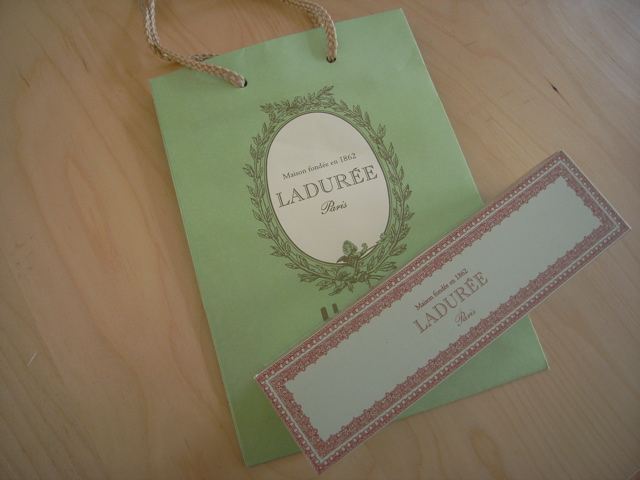 Maison fondée en 1862
LADURÉE
Paris
Maison fondée en 1862
LADURÉE
Paris